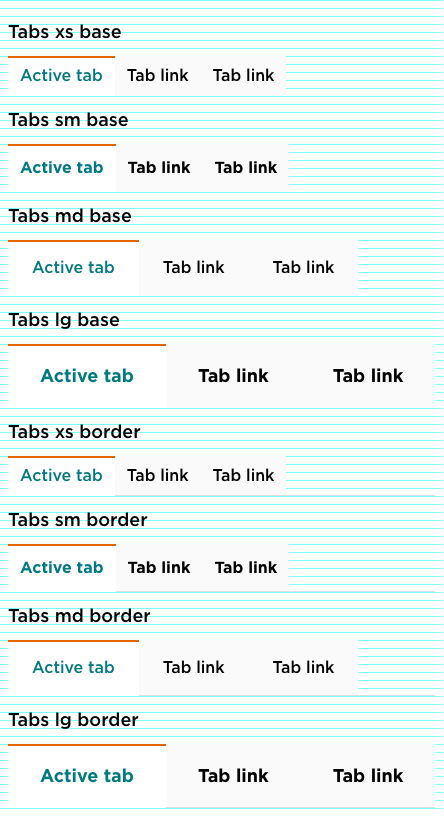 Tabs xs base
Active tab Tab link Tab link
Tabs sm base
Active tab Tab link Tab link
Tabs md base
Active tab Tab link Tab link
Tabs lg base
Active tab Tab link Tab link
Tabs xs border
Active tab Tab link Tab link
Tabs sm border
Active tab Tab link Tab link
Tabs md border
Active tab Tab link Tab link
Tabs lg border
Active tab Tab link Tab link